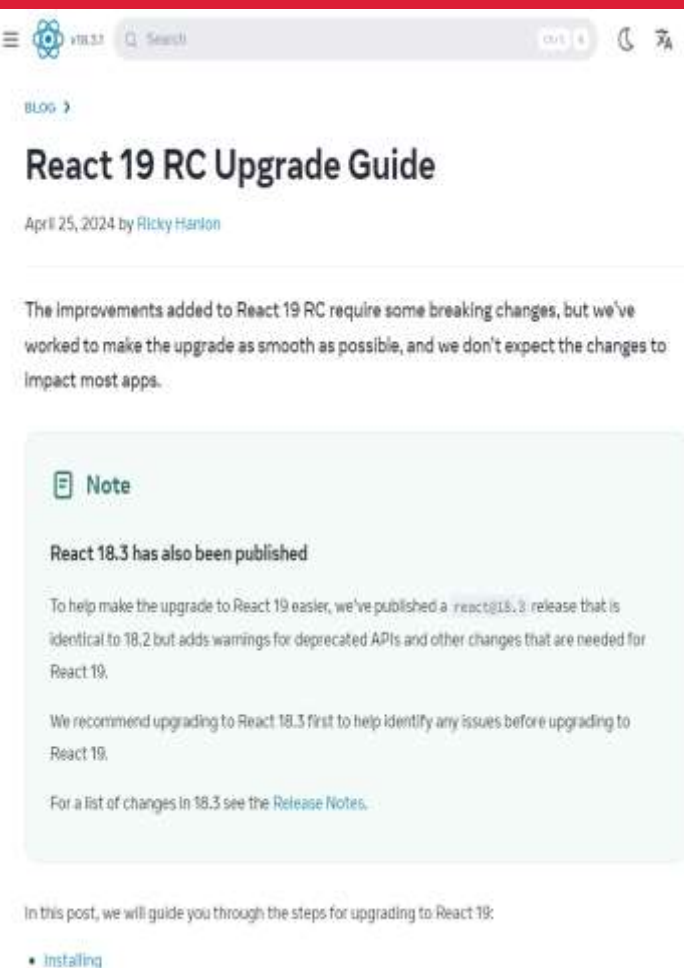 v18.3.1
Search
Ctrl K
BLOG
React 19 RC Upgrade Guide
April 25, 2024 by Ricky Hanlon
The improvements added to React 19 RC require some breaking changes, but we've
worked to make the upgrade as smooth as possible, and we don't expect the changes to
impact most apps.
Note
React 18.3 has also been published
To help make the upgrade to React 19 easier, we've published a react@18.3 release that is
identical to 18.2 but adds warnings for deprecated APIs and other changes that are needed for
React 19.
We recommend upgrading to React 18.3 first to help identify any issues before upgrading to
React 19.
For a list of changes in 18.3 see the Release Notes.
In this post, we will guide you through the steps for upgrading to React 19:
• Installing